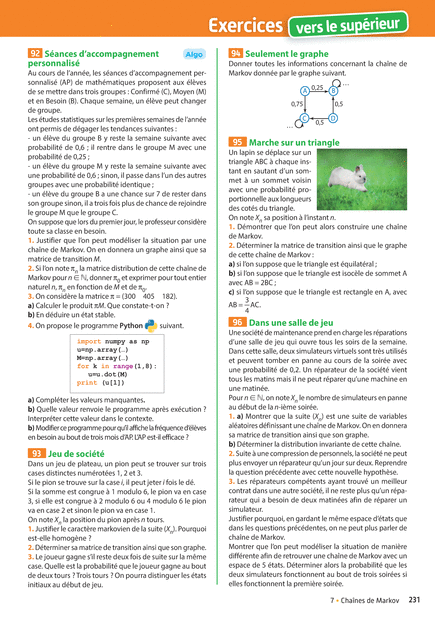 Exercices vers le supérieur
92 Séances d'accompagnement
personnalisé
Algo
Au cours de l'année, les séances d'accompagnement per-
sonnalisé (AP) de mathématiques proposent aux élèves
de se mettre dans trois groupes : Confirmé (C), Moyen (M)
et en Besoin (B). Chaque semaine, un élève peut changer
de groupe.
Les études statistiques sur les premières semaines de l'année
ont permis de dégager les tendances suivantes :
- un élève du groupe B y reste la semaine suivante avec
probabilité de 0,6 ; il rentre dans le groupe M avec une
probabilité de 0,25 ;
- un élève du groupe M y reste la semaine suivante avec
une probabilité de 0,6 ; sinon, il passe dans l'un des autres
groupes avec une probabilité identique ;
- un élève du groupe B a une chance sur 7 de rester dans
son groupe sinon, il a trois fois plus de chance de rejoindre
le groupe M que le groupe C.
On suppose que lors du premier jour, le professeur considère
toute sa classe en besoin.
1. Justifier que l'on peut modéliser la situation par une
chaîne de Markov. On en donnera un graphe ainsi que sa
matrice de transition M.
2. Si l'on note πn la matrice distribution de cette chaîne de
Markov pour n ∈ ℕ, donner π0 et exprimer pour tout entier
naturel n, πn en fonction de M et de π0.
3. On considère la matrice π = (300 405 182).
a) Calculer le produit πM. Que constate-t-on ?
b) En déduire un état stable.
4. On propose le programme Python suivant.
import numpy as np
u=np.array(…)
M=np.array(…)
for k in range(1,8):
u=u.dot(M)
print (u[1])
a) Compléter les valeurs manquantes.
b) Quelle valeur renvoie le programme après exécution ?
Interpréter cette valeur dans le contexte.
b) Modifier ce programme pour qu'il affiche la fréquence d'élèves
en besoin au bout de trois mois d'AP. L'AP est-il efficace ?
93 Jeu de société
Dans un jeu de plateau, un pion peut se trouver sur trois
cases distinctes numérotées 1, 2 et 3.
Si le pion se trouve sur la case i, il peut jeter i fois le dé.
Si la somme est congrue à 1 modulo 6, le pion va en case
3, si elle est congrue à 2 modulo 6 ou 4 modulo 6 le pion
va en case 2 et sinon le pion va en case 1.
On note Xn la position du pion après n tours.
1. Justifier le caractère markovien de la suite (Xn). Pourquoi
est-elle homogène ?
2. Déterminer sa matrice de transition ainsi que son graphe.
3. Le joueur gagne s'il reste deux fois de suite sur la même
case. Quelle est la probabilité que le joueur gagne au bout
de deux tours ? Trois tours ? On pourra distinguer les états
initiaux au début de jeu.
94 Seulement le graphe
Donner toutes les informations concernant la chaîne de
Markov donnée par le graphe suivant.
A 0,25 B …
0,75 0,5
C 0,5 D
…
95 Marche sur un triangle
Un lapin se déplace sur un
triangle ABC à chaque ins-
tant en sautant d'un som-
met à un sommet voisin
avec une probabilité pro-
portionnelle aux longueurs
des cotés du triangle.
On note Xn sa position à l'instant n.
1. Démontrer que l'on peut alors construire une chaîne
de Markov.
2. Déterminer la matrice de transition ainsi que le graphe
de cette chaîne de Markov :
a) si l'on suppose que le triangle est équilatéral ;
b) si l'on suppose que le triangle est isocèle de sommet A
avec AB = 2BC ;
c) si l'on suppose que le triangle est rectangle en A, avec
AB = 3/4 AC.
96 Dans une salle de jeu
Une société de maintenance prend en charge les réparations
d'une salle de jeu qui ouvre tous les soirs de la semaine.
Dans cette salle, deux simulateurs virtuels sont très utilisés
et peuvent tomber en panne au cours de la soirée avec
une probabilité de 0,2. Un réparateur de la société vient
tous les matins mais il ne peut réparer qu'une machine en
une matinée.
Pour n ∈ ℕ, on note Xn le nombre de simulateurs en panne
au début de la n-ième soirée.
1. a) Montrer que la suite (Xn) est une suite de variables
aléatoires définissant une chaîne de Markov. On en donnera
sa matrice de transition ainsi que son graphe.
b) Déterminer la distribution invariante de cette chaîne.
2. Suite à une compression de personnels, la société ne peut
plus envoyer un réparateur qu'un jour sur deux. Reprendre
la question précédente avec cette nouvelle hypothèse.
3. Les réparateurs compétents ayant trouvé un meilleur
contrat dans une autre société, il ne reste plus qu'un répa-
rateur qui a besoin de deux matinées afin de réparer un
simulateur.
Justifier pourquoi, en gardant le même espace d'états que
dans les questions précédentes, on ne peut plus parler de
chaîne de Markov.
Montrer que l'on peut modéliser la situation de manière
différente afin de retrouver une chaîne de Markov avec un
espace de 5 états. Déterminer alors la probabilité que les
deux simulateurs fonctionnent au bout de trois soirées si
elles fonctionnent la première soirée.
7 • Chaînes de Markov 231